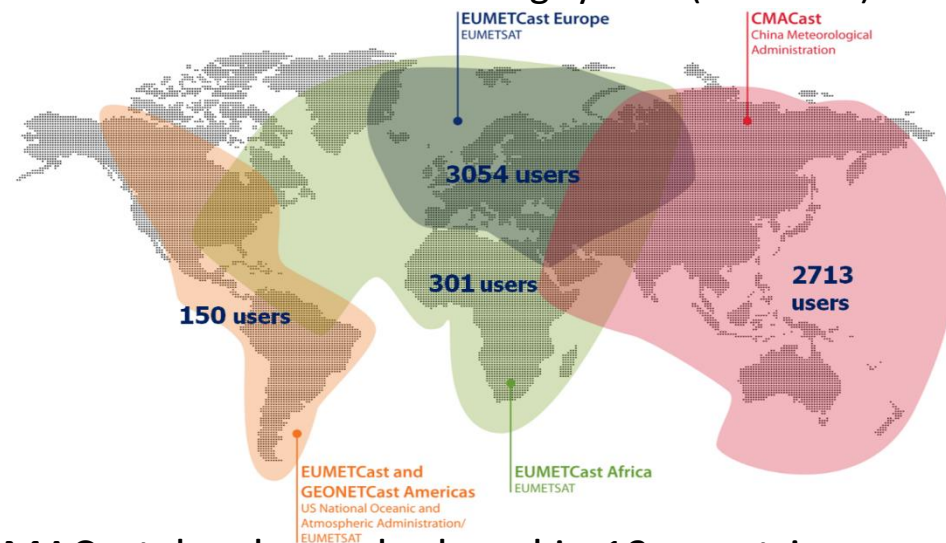 EUMETCast Europe
EUMETSAT
CMACast
China Meteorological
Administration
3054 users
301 users
2713
users
150 users
EUMETCast and
GEONETCast Americas
US National Oceanic and
Atmospheric Administration/
EUMETSAT
EUMETCast Africa
EUMETSAT